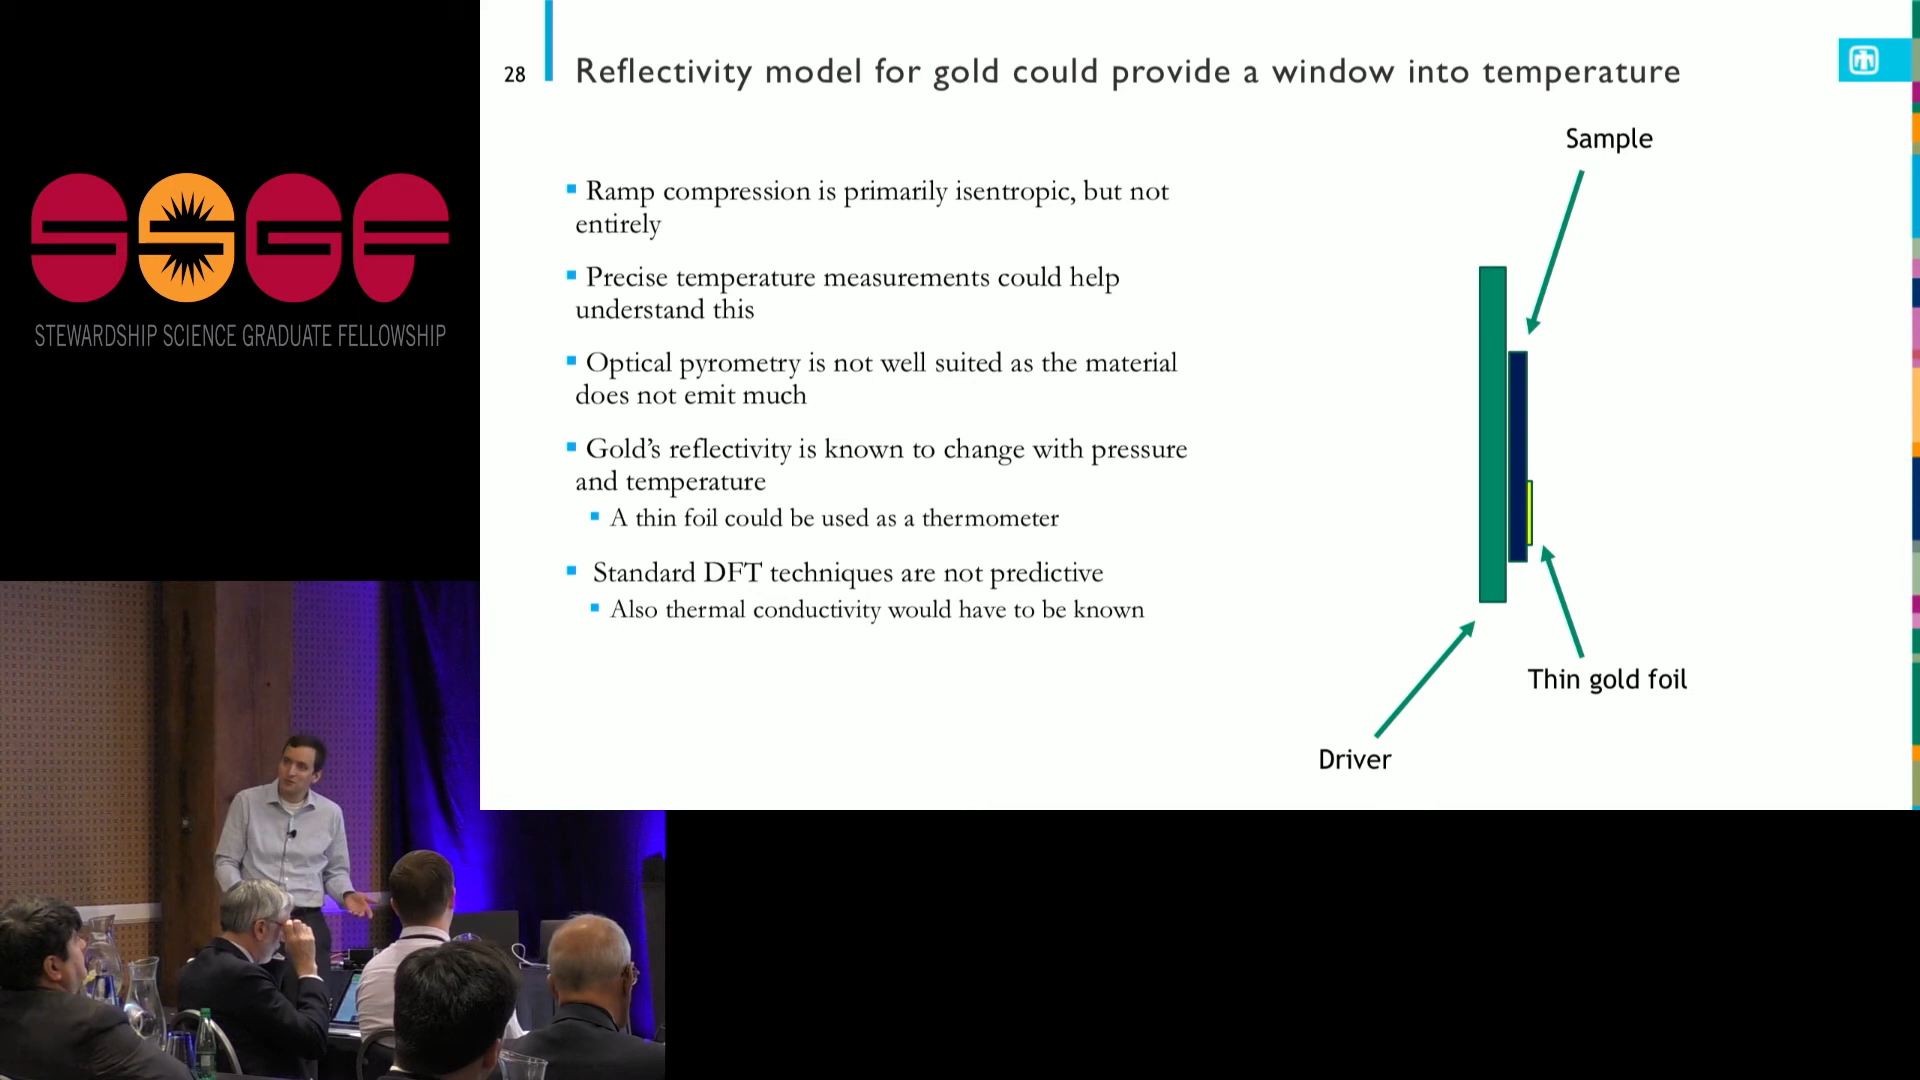 SSGF
STEWARDSHIP SCIENCE GRADUATE FELLOWSHIP
28
Reflectivity model for gold could provide a window into temperature
Ramp compression is primarily isentropic, but not
entirely
Precise temperature measurements could help
understand this
Optical pyrometry is not well suited as the material
does not emit much
Gold’s reflectivity is known to change with pressure
and temperature
A thin foil could be used as a thermometer
Standard DFT techniques are not predictive
Also thermal conductivity would have to be known
Sample
Thin gold foil
Driver